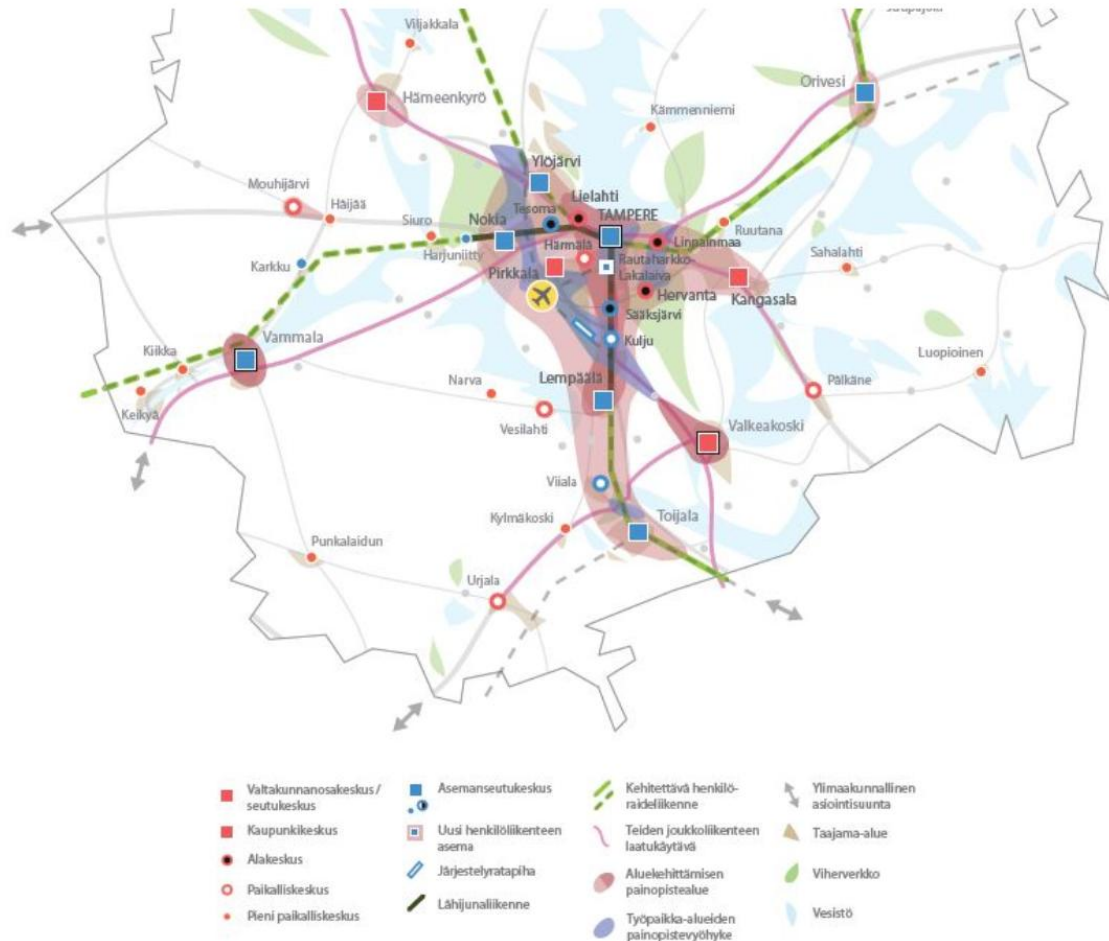 Viljakkala
Hämeenkyrö
Orivesi
Kämmenniemi
Ylöjärvi
Mouhijärvi
Häijää
Siuro
Nokia
Tesoma
Lielahti
TAMPERE
Linnainmaa
Ruutana
Harjuniitty
Härmälä
Rautaharkko-
Lakalaiva
Sahalahti
Karkku
Pirkkala
Hervanta
Kangasala
Sääksjärvi
Vammala
Kulju
Kiikka
Luopioinen
Keikyä
Narva
Lempäälä
Pälkäne
Vesilahti
Valkeakoski
Viiala
Kylmäkoski
Toijala
Punkalaidun
Urjala
Valtakunnanosakeskus /
seutukeskus
Kaupunkikeskus
Alakeskus
Paikalliskeskus
Pieni paikalliskeskus
Asemanseutukeskus
Uusi henkilöliikenteen
asema
Järjestelyratapiha
Lähijunaliikenne
Kehitettävä henkilö-
raideliikenne
Teiden joukkoliikenteen
laatukäytävä
Aluekehittämisen
painopistealue
Työpaikka-alueiden
painopistevyöhyke
Ylimaakunnallinen
asiointisuunta
Taajama-alue
Viherverkko
Vesistö